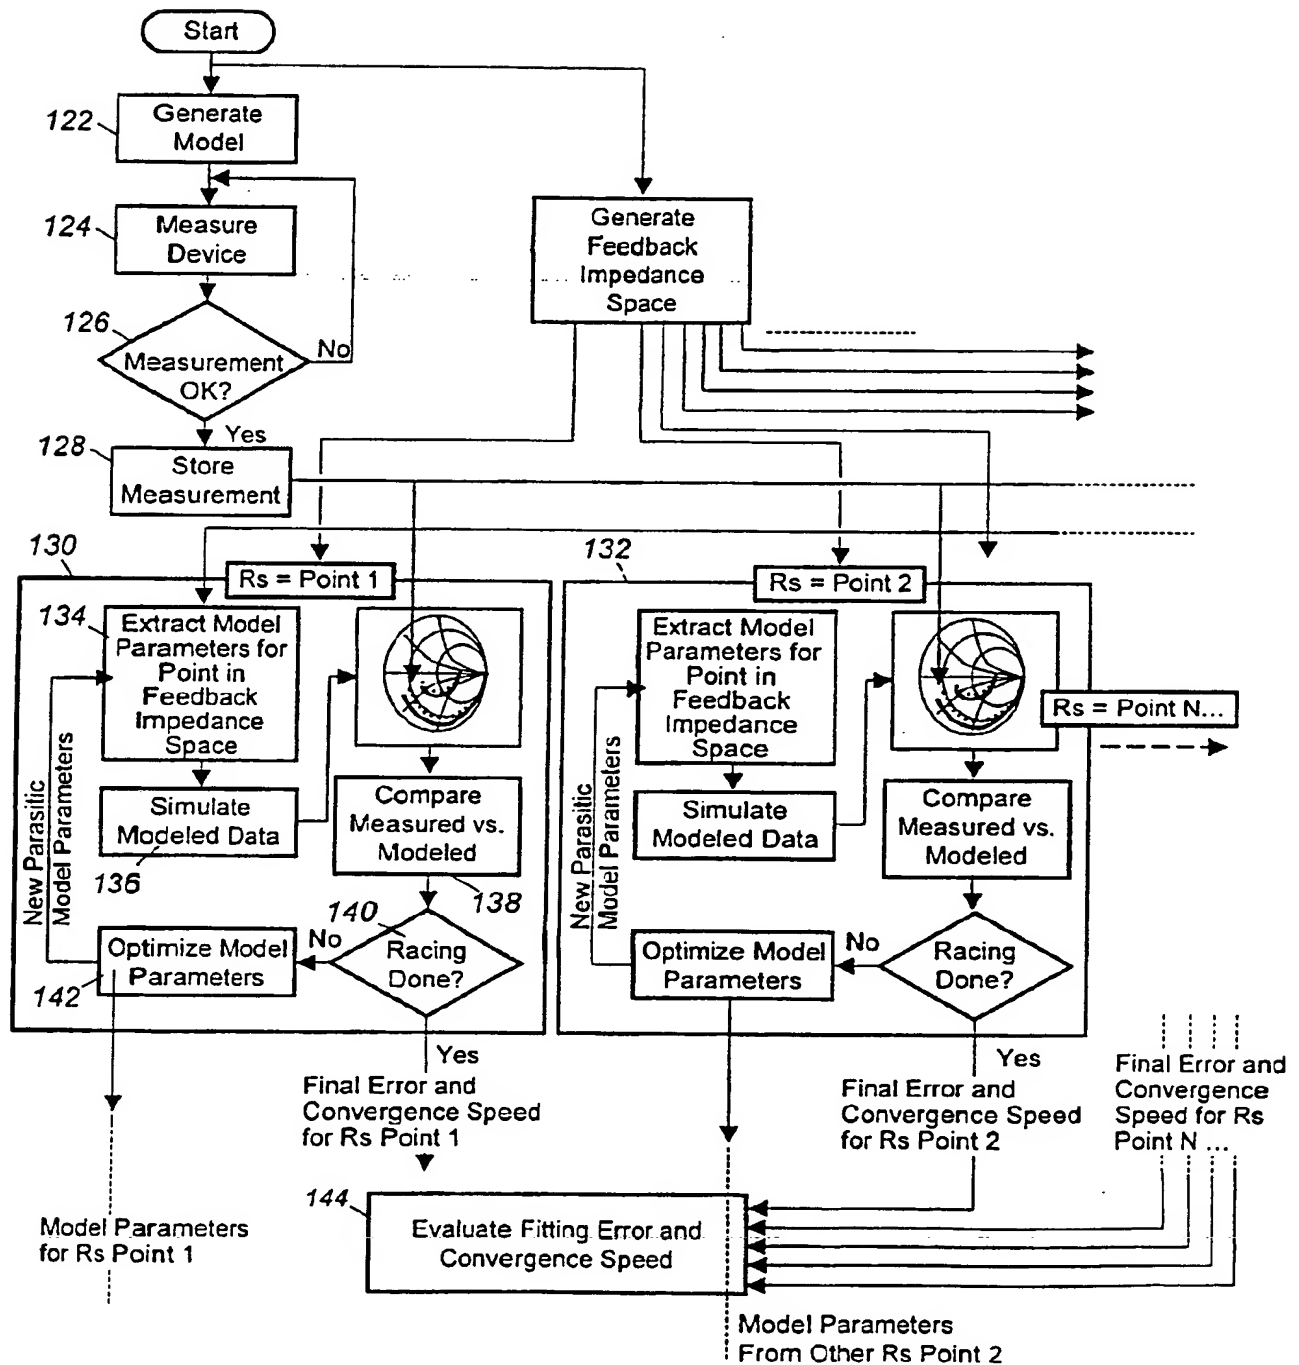 Start
122
Generate
Model
124
Measure
Device
Generate
Feedback
Impedance
Space
126
Measurement
OK?
No
Yes
128
Store
Measurement
130
Rs = Point 1
132
Rs = Point 2
134
Extract Model
Parameters for
Point in
Feedback
Impedance
Space
Extract Model
Parameters for
Point in
Feedback
Impedance
Space
Rs = Point N...
New Parasitic
Model Parameters
Simulate
Modeled Data
136
Compare
Measured vs.
Modeled
138
New Parasitic
Model Parameters
Simulate
Modeled Data
Compare
Measured vs.
Modeled
140
Racing
Done?
No
Optimize Model
Parameters
142
Racing
Done?
No
Optimize Model
Parameters
Yes
Final Error and
Convergence Speed
for Rs Point 1
Yes
Final Error and
Convergence Speed
for Rs Point 2
Final Error and
Convergence
Speed for Rs
Point N ...
144
Evaluate Fitting Error and
Convergence Speed
Model Parameters
for Rs Point 1
Model Parameters
From Other Rs Point 2